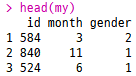 > head(my)
   id month gender
1 584     3      2
2 840    11      1
3 524     6      1